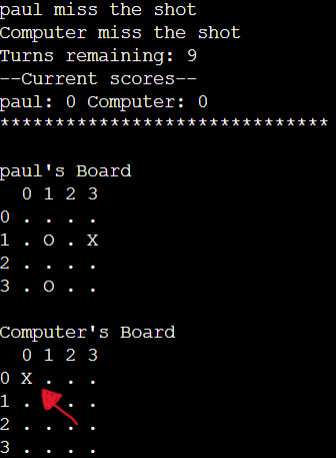 paul miss the shot
Computer miss the shot
Turns remaining: 9
--Current scores--
paul: 0 Computer: 0
******************************
paul's Board
  0 1 2 3
0 . . . .
1 . o . X
2 . . . .
3 . o . .
Computer's Board
  0 1 2 3
0 X . . .
1 . . . .
2 . . . .
3 . . . .